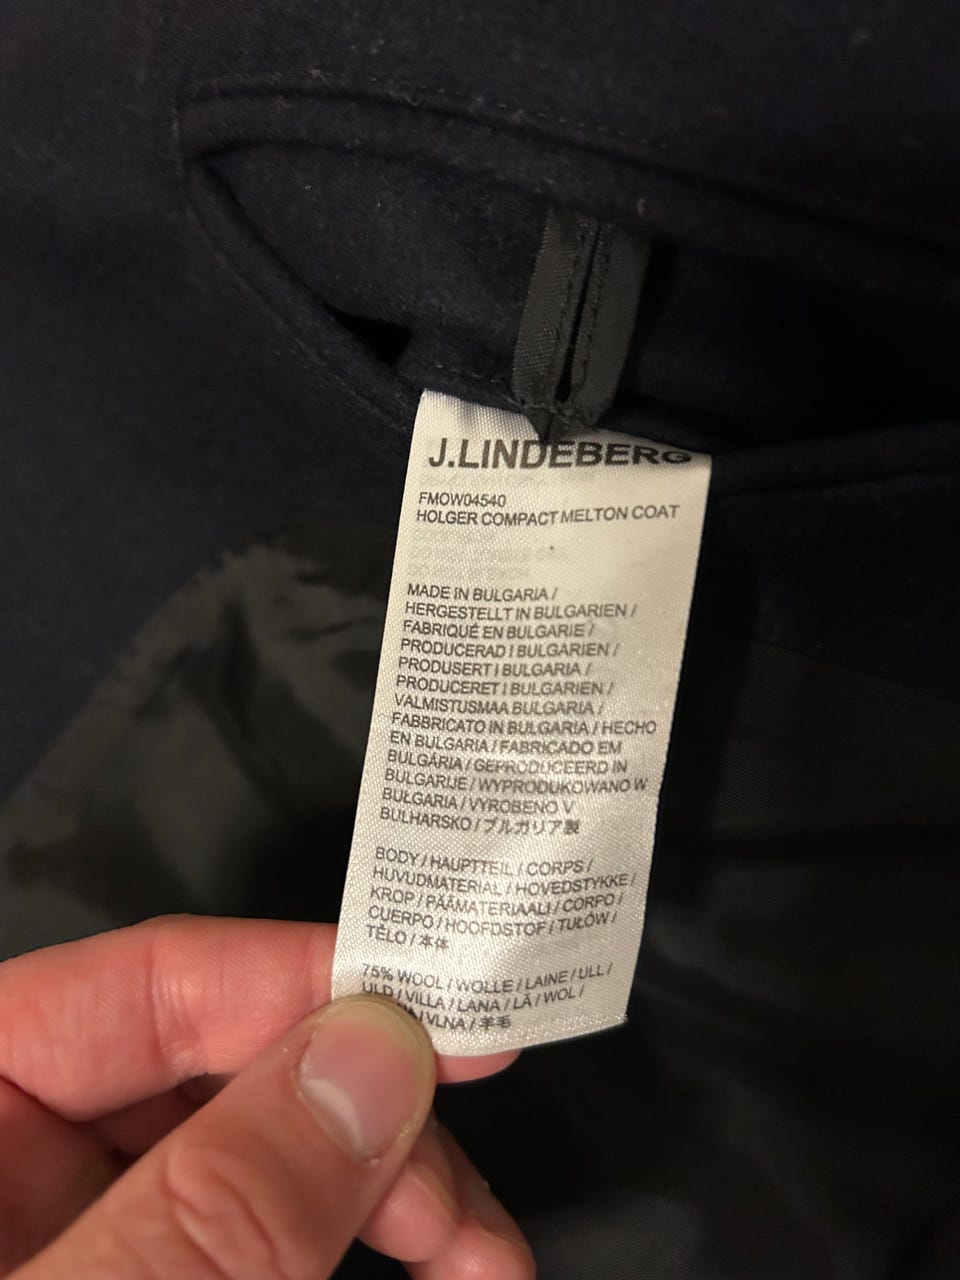 J.LINDEBERG
FMOW04540
HOLGER COMPACT MELTON COAT
MADE IN BULGARIA /
HERGESTELLT IN BULGARIEN /
FABRIQUÉ EN BULGARIE /
PRODUCERAD I BULGARIEN /
PRODUSERT I BULGARIA /
PRODUCERET I BULGARIEN /
VALMISTUSMAA BULGARIA /
FABBRICATO IN BULGARIA / HECHO
EN BULGARIA / FABRICADO EM
BULGÁRIA / GEPRODUCEERD IN
BULGARIJE / WYPRODUKOWANO W
BUŁGARIA / VYROBENO V
BULHARSKO / ブルガリア製
BODY / HAUPTTEIL / CORPS /
HUVUDMATERIAL / HOVEDSTYKKE /
KROP / PÄÄMATERIAALI / CORPO /
CUERPO / HOOFDSTOF / TUŁÓW /
TĚLO / 本体
75% WOOL / WOLLE / LAINE / ULL /
ULD / VILLA / LANA / LÃ / WOL /
/ VLNA / 羊毛